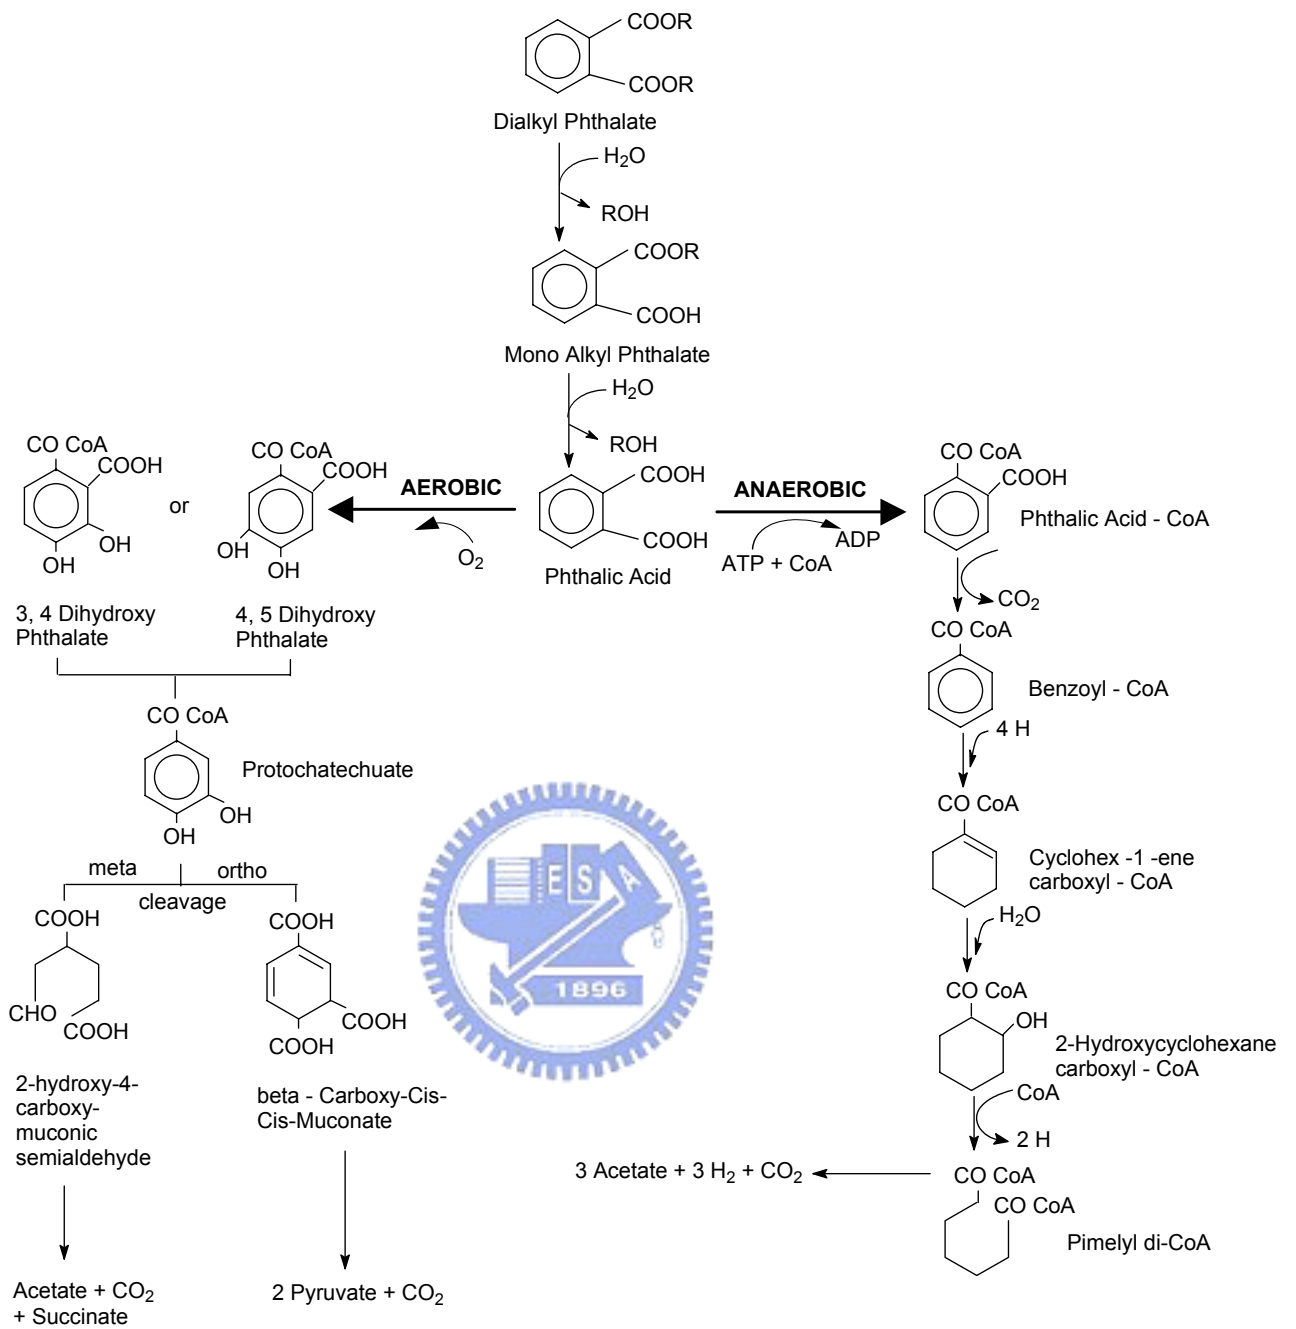 COOR
COOR
Dialkyl Phthalate
H2O
ROH
COOR
COOH
Mono Alkyl Phthalate
H2O
ROH
COOH
COOH
Phthalic Acid
AEROBIC
O2
ANAEROBIC
ATP + CoA
ADP
CO CoA
COOH
OH
OH
3, 4 Dihydroxy
Phthalate
or
CO CoA
COOH
OH
OH
4, 5 Dihydroxy
Phthalate
CO CoA
Protochatechuate
OH
OH
meta
ortho
cleavage
COOH
CHO
COOH
2-hydroxy-4-
carboxy-
muconic
semialdehyde
Acetate + CO2
+ Succinate
COOH
COOH
COOH
beta - Carboxy-Cis-
Cis-Muconate
2 Pyruvate + CO2
CO CoA
COOH
Phthalic Acid - CoA
CO2
CO CoA
Benzoyl - CoA
4 H
CO CoA
Cyclohex -1 -ene
carboxyl - CoA
H2O
CO CoA
OH
2-Hydroxycyclohexane
carboxyl - CoA
CoA
2 H
CO CoA
CO CoA
Pimelyl di-CoA
3 Acetate + 3 H2 + CO2
E S A
1896